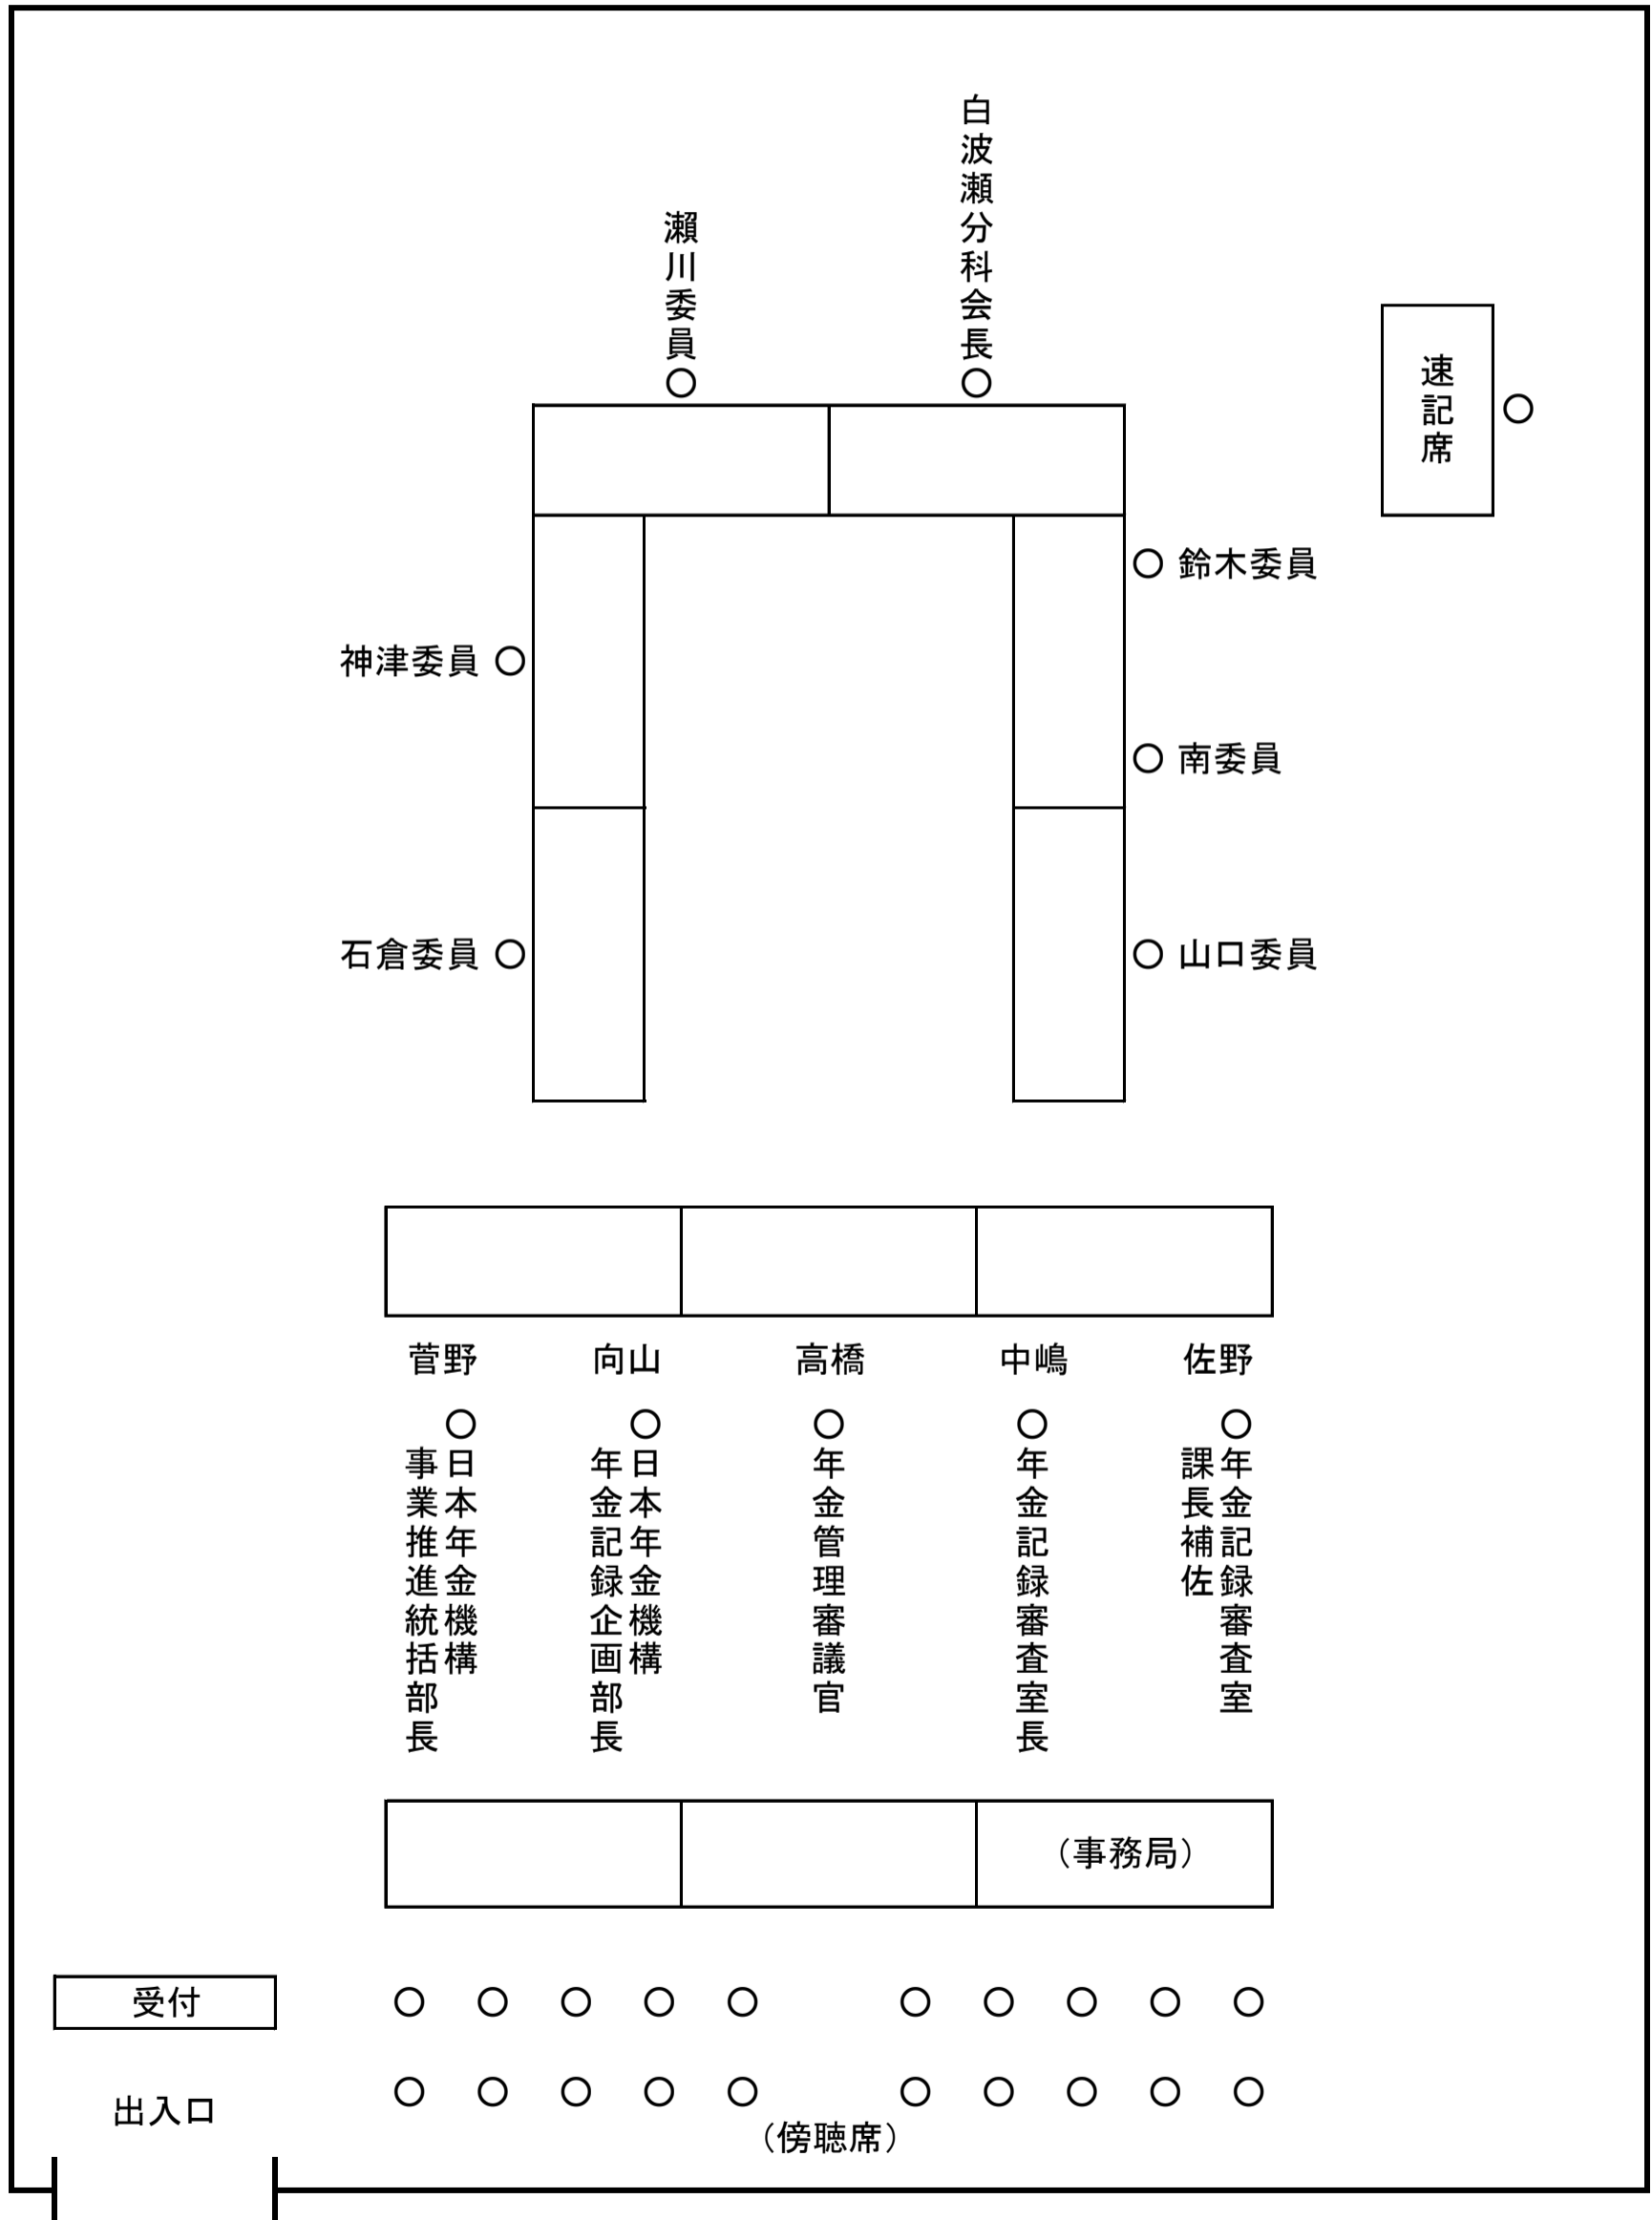 白波瀬分科会長○
瀬川委員○
速記席
○
○ 鈴木委員
神津委員 ○
○ 南委員
石倉委員 ○
○ 山口委員
菅野
向山
高橋
中嶋
佐野
○日本年金機構
事業推進統括部長
○日本年金機構
年金記録企画部長
○年金管理審議官
○年金記録審査室長
○年金記録審査室
課長補佐
（事務局）
受付
○ ○ ○ ○ ○ ○ ○ ○ ○ ○
○ ○ ○ ○ ○ ○ ○ ○ ○ ○
出入口
（傍聴席）